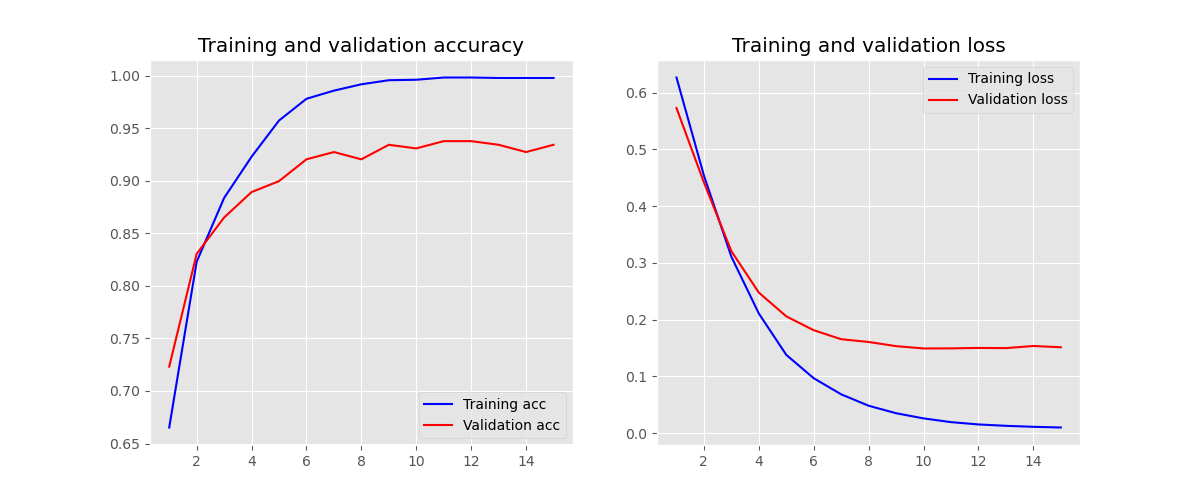 Training and validation accuracy
1.00
0.95
0.90
0.85
0.80
0.75
0.70
0.65
2 4 6 8 10 12 14
Training acc
Validation acc
Training and validation loss
0.6
0.5
0.4
0.3
0.2
0.1
0.0
2 4 6 8 10 12 14
Training loss
Validation loss